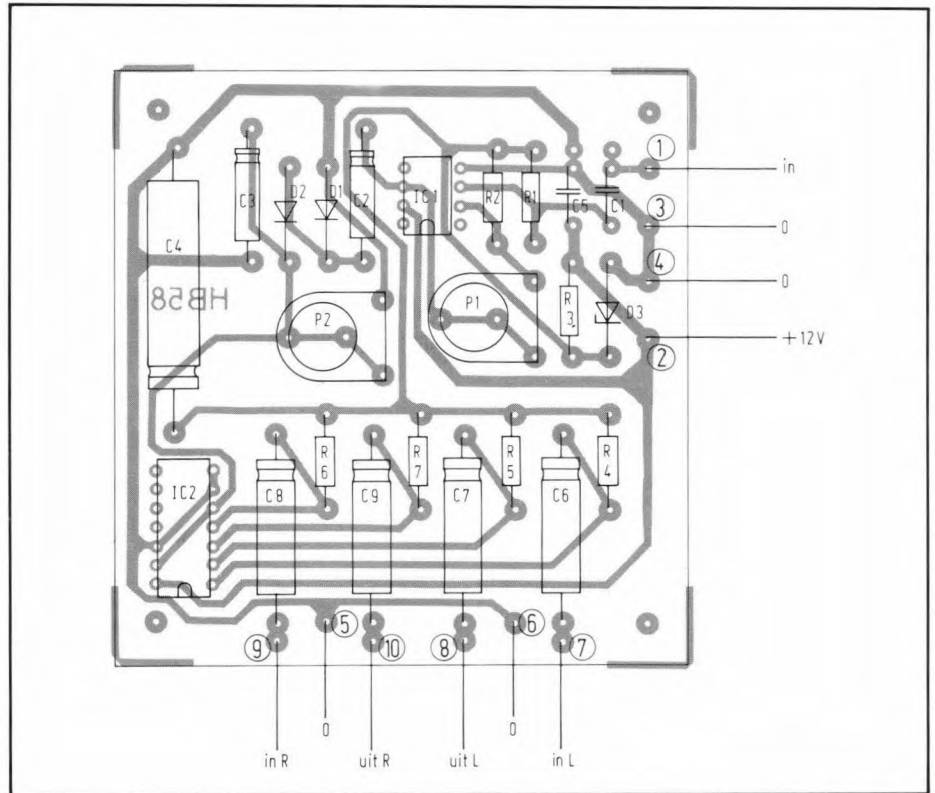 ①
in
D2
D1
C3
C2
IC1
R2
R1
C5
C1
③
0
C4
④
0
HB58
P2
P1
R
3
D3
+12V
②
R
6
R
7
R
5
R
4
IC2
C8
C9
C7
C6
⑨
⑤
⑩
⑧
⑥
⑦
0
0
in R
uit R
uit L
in L